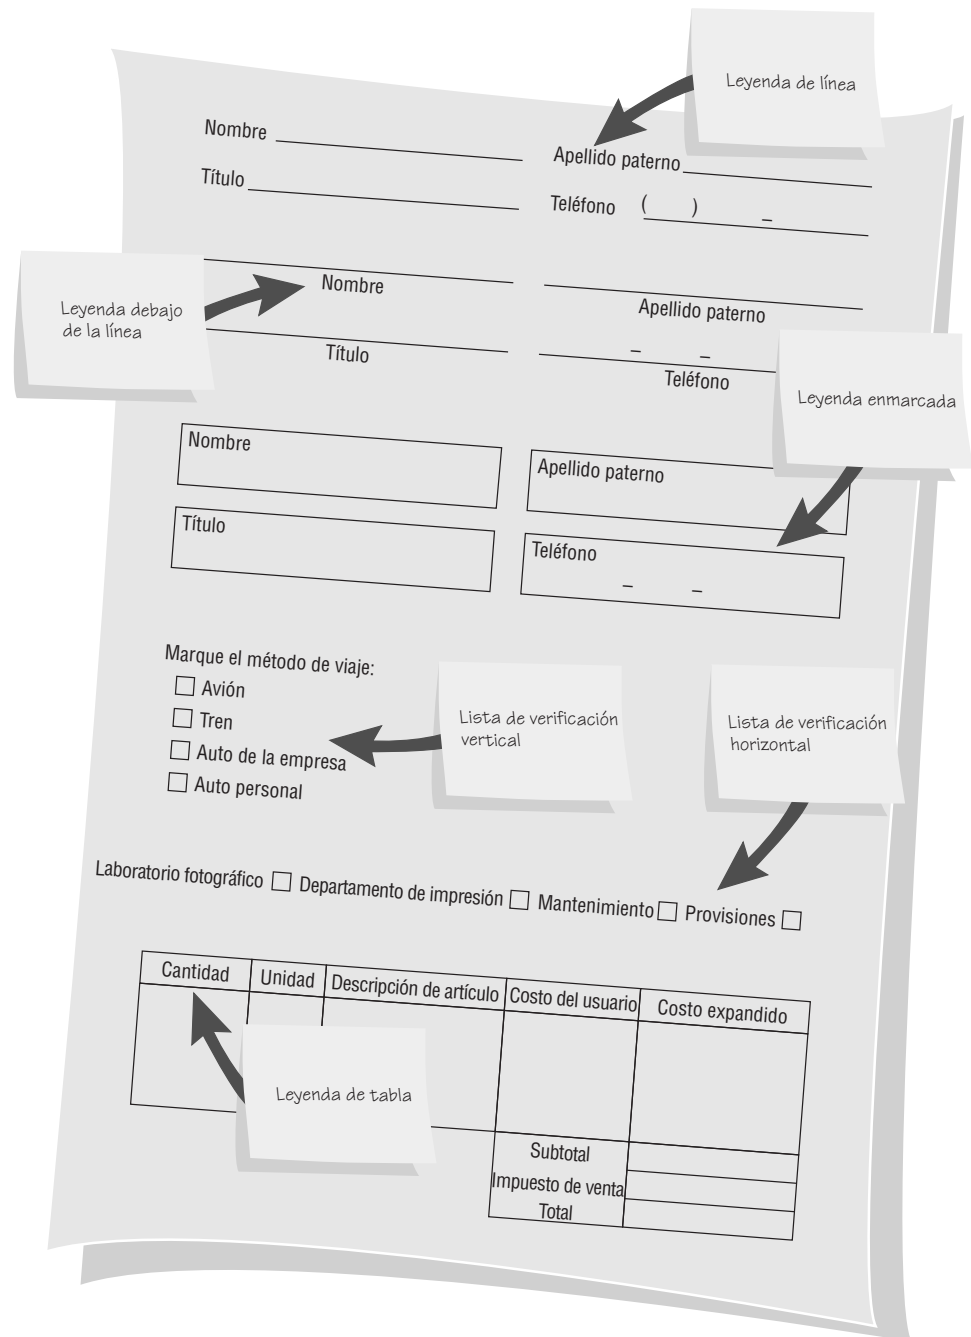 Leyenda de línea
Nombre
Apellido paterno
Título
Teléfono ( ) –
Leyenda debajo
de la línea
Nombre
Apellido paterno
Título
– –
Teléfono
Leyenda enmarcada
Nombre
Apellido paterno
Título
Teléfono
– –
Marque el método de viaje:
Avión
Tren
Auto de la empresa
Auto personal
Lista de verificación
vertical
Lista de verificación
horizontal
Laboratorio fotográfico Departamento de impresión Mantenimiento Provisiones
Cantidad Unidad Descripción de artículo Costo del usuario Costo expandido
Leyenda de tabla
Subtotal
Impuesto de venta
Total